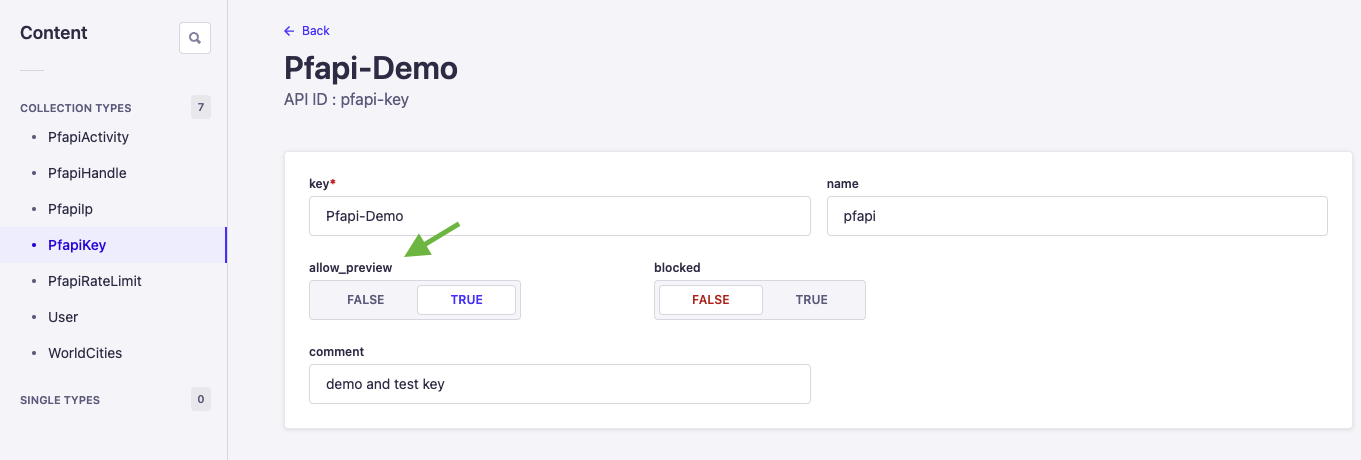 Content
COLLECTION TYPES 7
PfapiActivity
PfapiHandle
PfapiIp
PfapiKey
PfapiRateLimit
User
WorldCities
SINGLE TYPES 0
Back
Pfapi-Demo
API ID : pfapi-key
key* name
Pfapi-Demo pfapi
allow_preview blocked
FALSE TRUE FALSE TRUE
comment
demo and test key